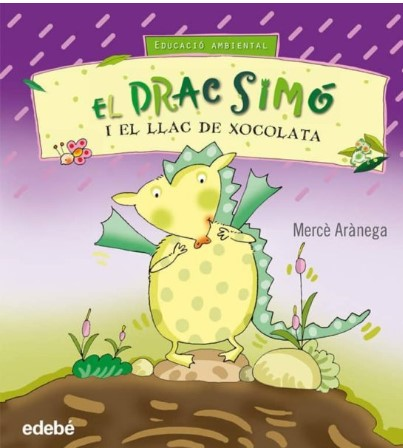 EDUCACIÓ AMBIENTAL
EL DRAC SIMÓ
I EL LLAC DE XOCOLATA
Mercè Arànega
edebé